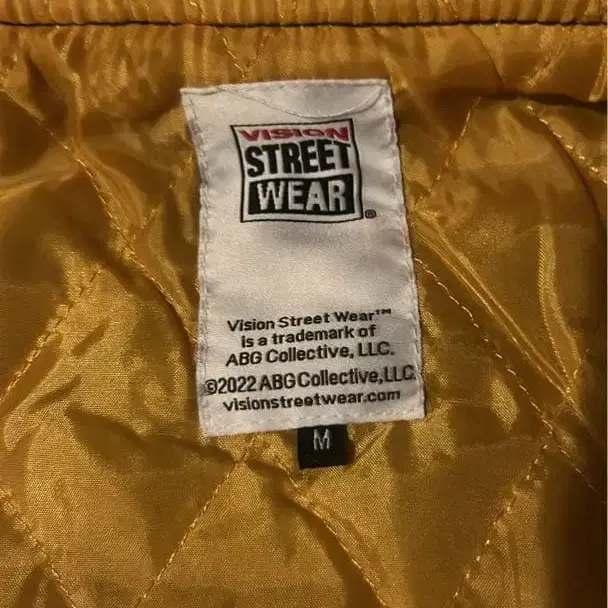 VISION
STREET
WEAR
®
Vision Street Wear™
is a trademark of
ABG Collective, LLC.
©2022 ABG Collective, LLC
visionstreetwear.com
M